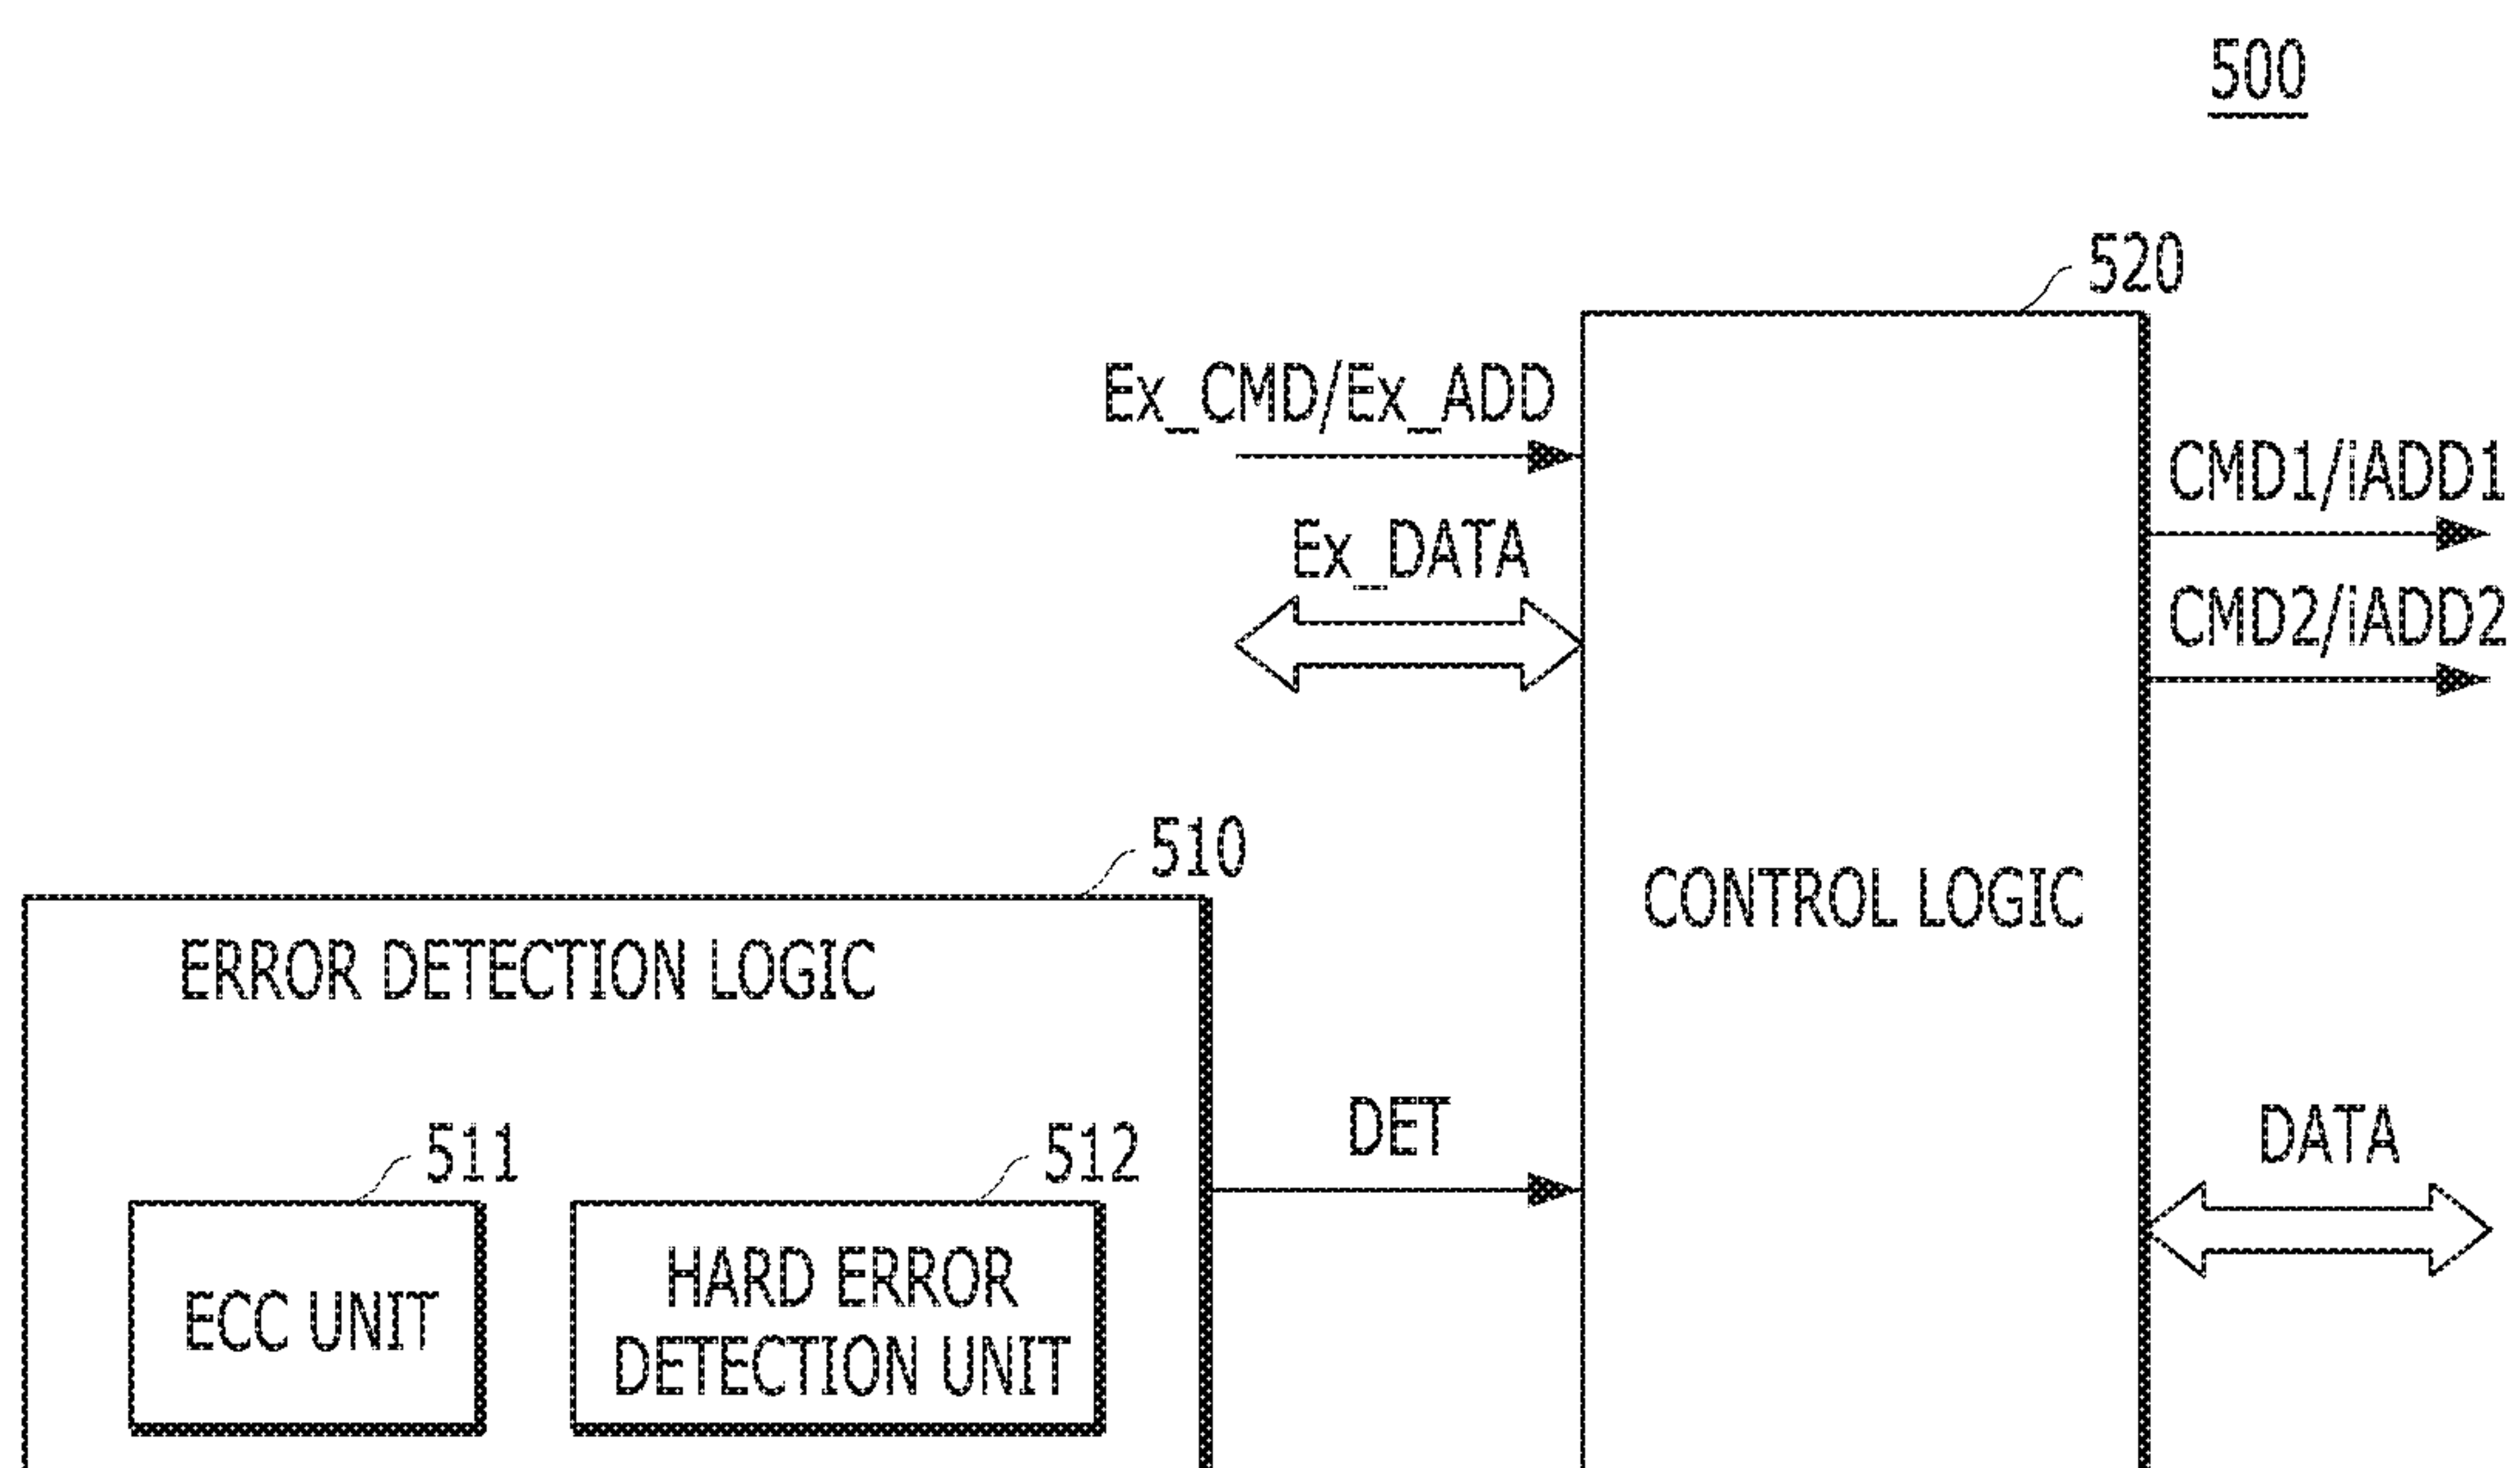 500
520
Ex_CMD/Ex_ADD
CMD1/iADD1
Ex_DATA
CMD2/iADD2
510
CONTROL LOGIC
ERROR DETECTION LOGIC
DET
DATA
511
512
HARD ERROR
DETECTION UNIT
ECC UNIT